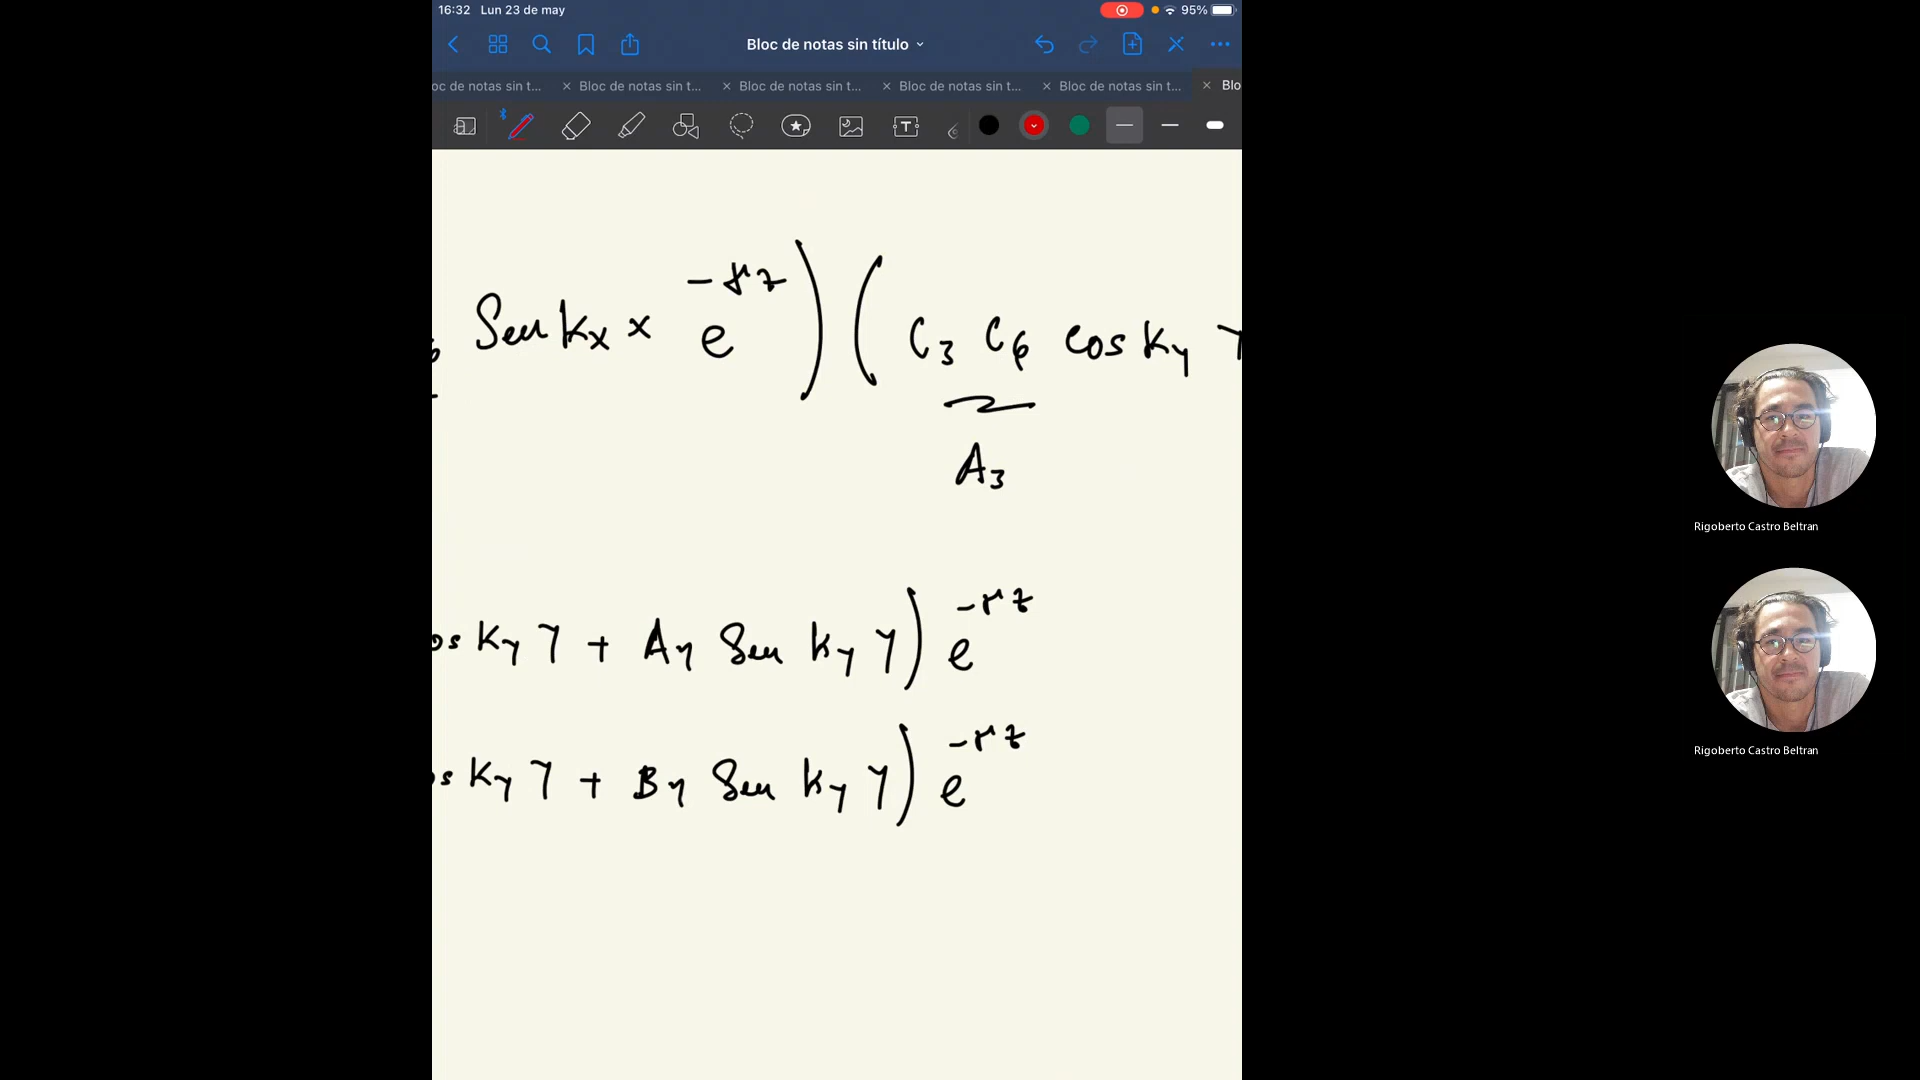 16:32 Lun 23 de may 95%
Bloc de notas sin título
oc de notas sin t... Bloc de notas sin t... Bloc de notas sin t... Bloc de notas sin t... Bloc de notas sin t... Blo
Sen kx x e^-γz ) ( C3 C6 cos Ky Y
A3
os Ky Y + A4 Sen ky Y) e^-γz
os Ky Y + B4 Sen ky Y) e^-γz
Rigoberto Castro Beltran
Rigoberto Castro Beltran